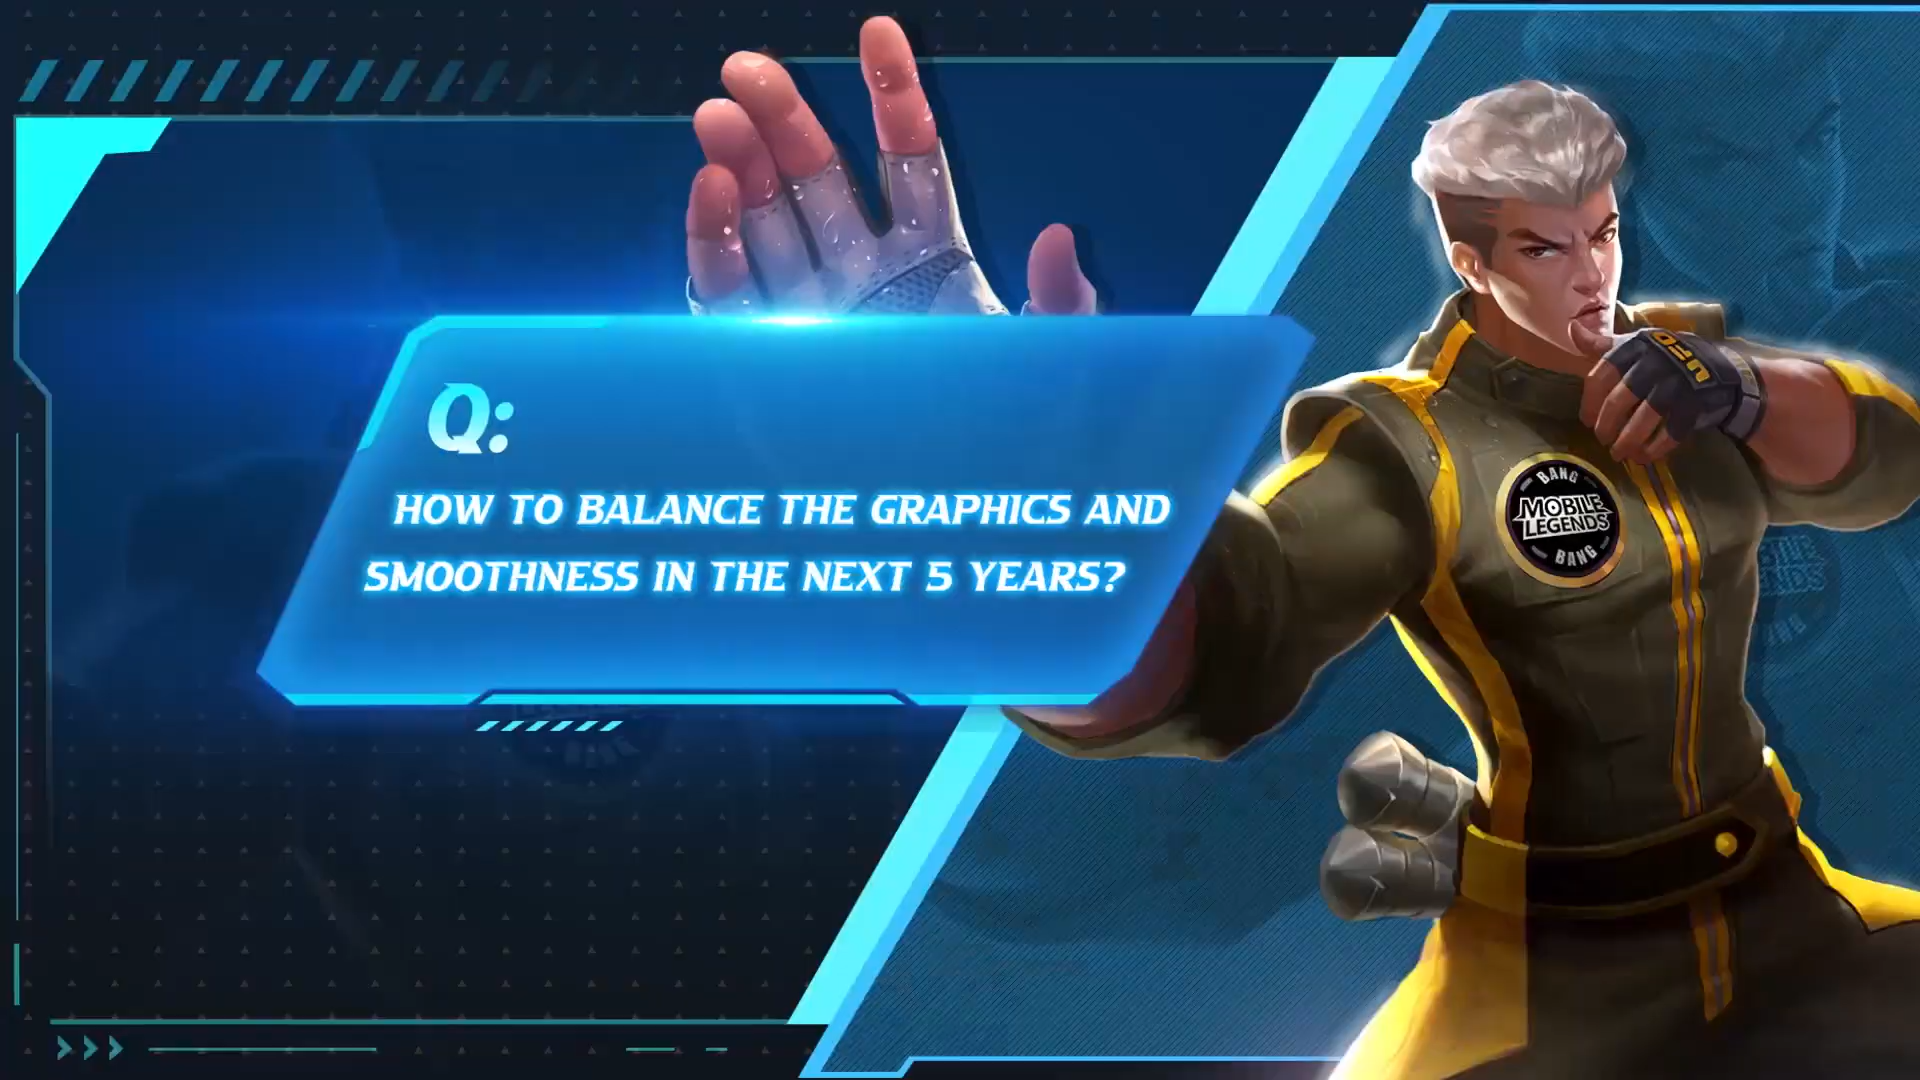 Q:
HOW TO BALANCE THE GRAPHICS AND
SMOOTHNESS IN THE NEXT 5 YEARS?
BANG
MOBILE
LEGENDS
BANG